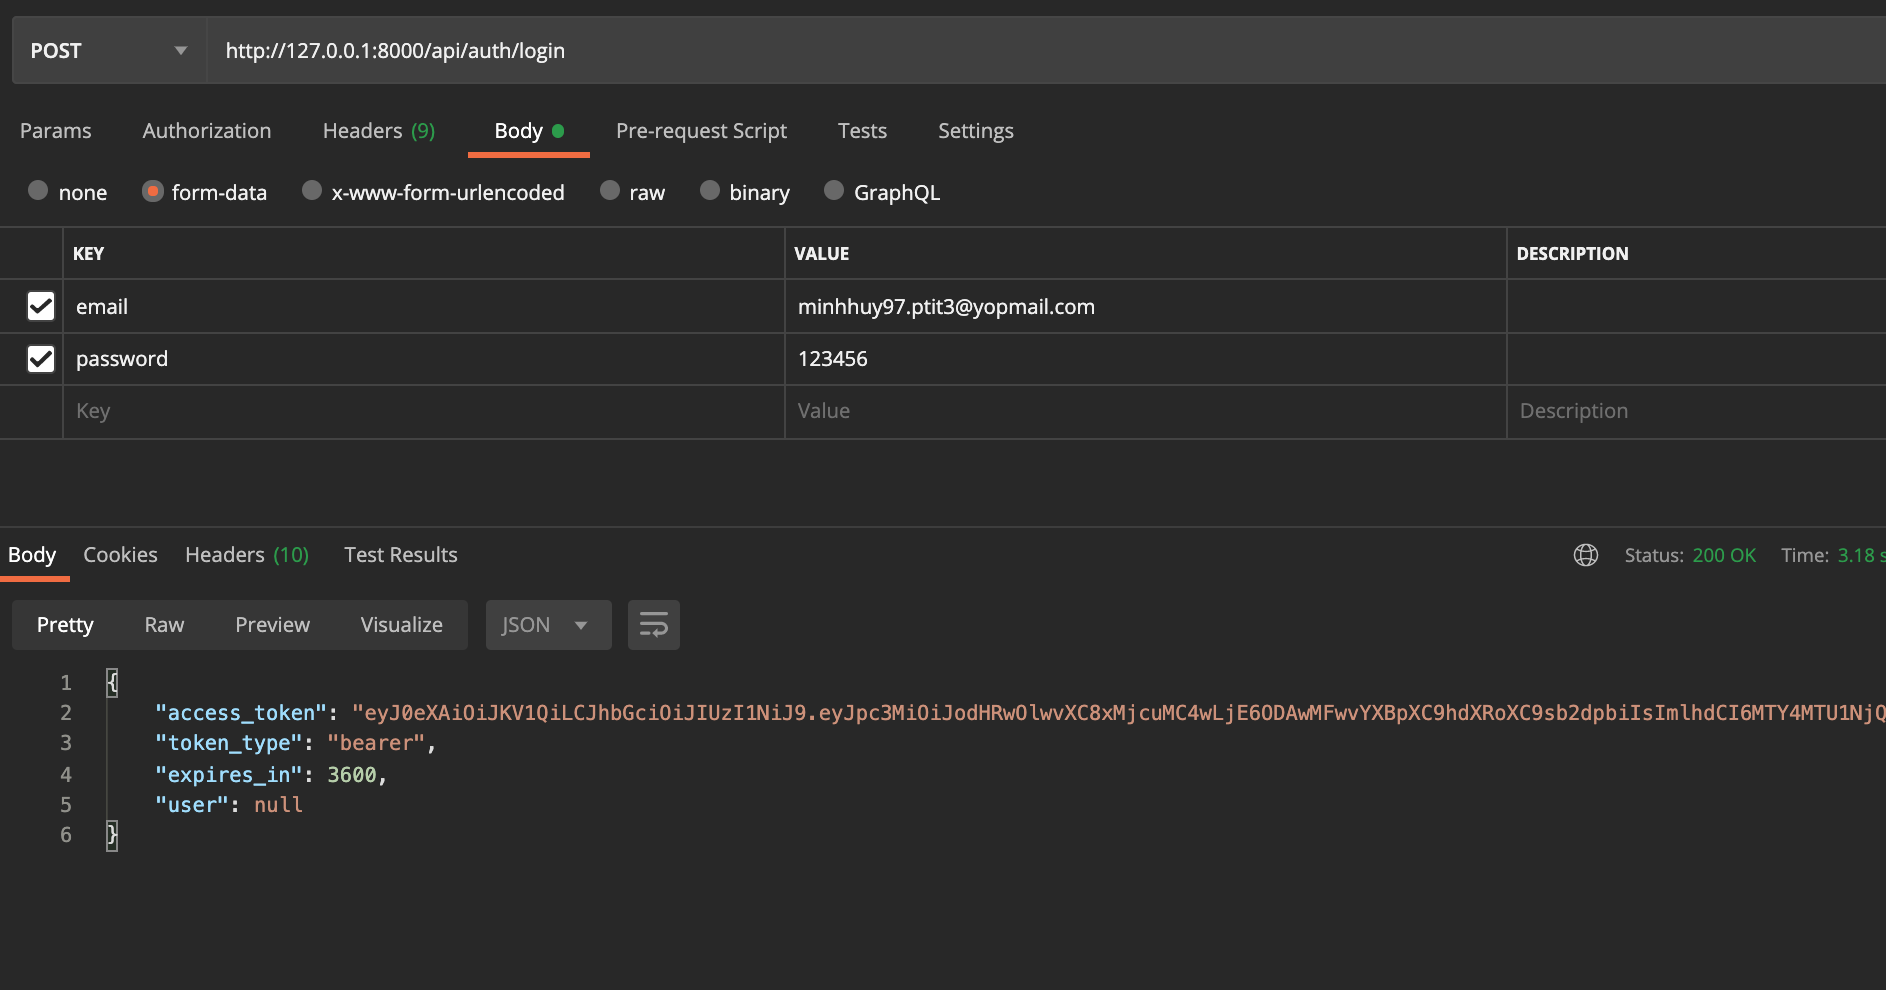 POST http://127.0.0.1:8000/api/auth/login
Params Authorization Headers (9) Body Pre-request Script Tests Settings
none form-data x-www-form-urlencoded raw binary GraphQL
KEY VALUE DESCRIPTION
email minhhuy97.ptit3@yopmail.com
password 123456
Key Value Description
Body Cookies Headers (10) Test Results Status: 200 OK Time: 3.18 s
Pretty Raw Preview Visualize JSON
1 {
2 "access_token": "eyJ0eXAiOiJKV1QiLCJhbGciOiJIUzI1NiJ9.eyJpc3MiOiJodHRwOlwvXC8xMjcuMC4wLjE6ODAwMFwvYXBpXC9hdXRoXC9sb2dpbiIsImlhdCI6MTY4MTU1NjQ
3 "token_type": "bearer",
4 "expires_in": 3600,
5 "user": null
6 }